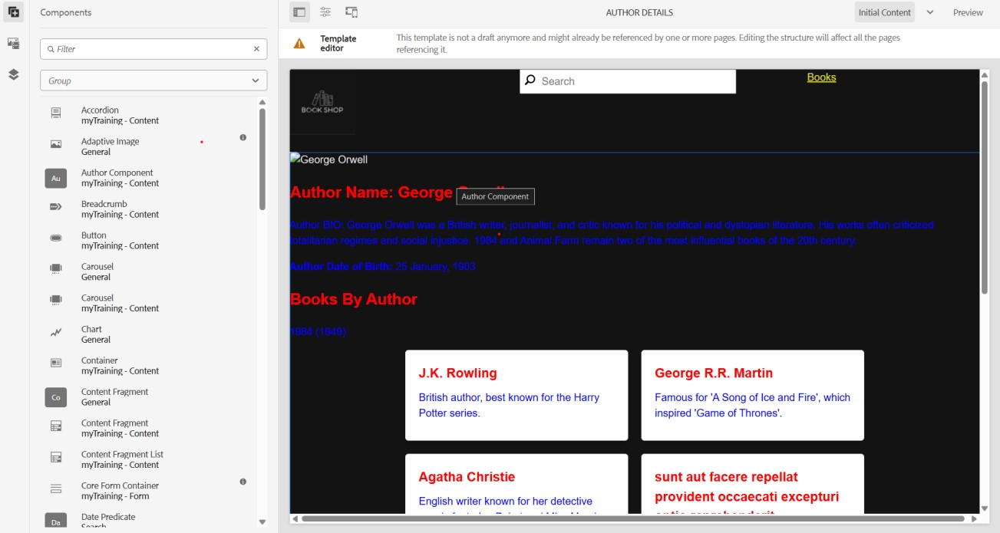 Components
Filter
Group
Accordion
myTraining - Content
Adaptive Image
General
Au
Author Component
myTraining - Content
Breadcrumb
myTraining - Content
Button
myTraining - Content
Carousel
General
Carousel
myTraining - Content
Chart
General
Container
myTraining - Content
Co
Content Fragment
General
Content Fragment
myTraining - Content
Content Fragment List
myTraining - Content
Core Form Container
myTraining - Form
Da
Date Predicate
Search
AUTHOR DETAILS
Initial Content
Preview
Template
editor
This template is not a draft anymore and might already be referenced by one or more pages. Editing the structure will affect all the pages
referencing it.
BOOK SHOP
Search
Books
George Orwell
Author Name: George
Author Component
Author BIO: George Orwell was a British writer, journalist, and critic known for his political and dystopian literature. His works often criticized
totalitarian regimes and social injustice. 1984 and Animal Farm remain two of the most influential books of the 20th century.
Author Date of Birth: 25 January, 1903
Books By Author
1984 (1949)
J.K. Rowling
British author, best known for the Harry
Potter series.
George R.R. Martin
Famous for 'A Song of Ice and Fire', which
inspired 'Game of Thrones'.
Agatha Christie
English writer known for her detective
sunt aut facere repellat
provident occaecati excepturi